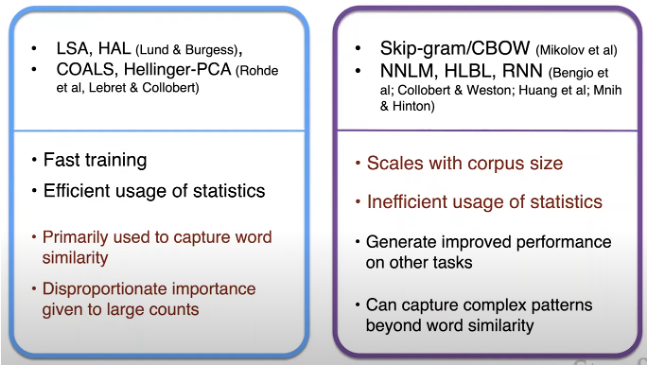 • LSA, HAL (Lund & Burgess),
• COALS, Hellinger-PCA (Rohde
et al, Lebret & Collobert)
• Fast training
• Efficient usage of statistics
• Primarily used to capture word
similarity
• Disproportionate importance
given to large counts
• Skip-gram/CBOW (Mikolov et al)
• NNLM, HLBL, RNN (Bengio et
al; Collobert & Weston; Huang et al; Mnih
& Hinton)
• Scales with corpus size
• Inefficient usage of statistics
• Generate improved performance
on other tasks
• Can capture complex patterns
beyond word similarity